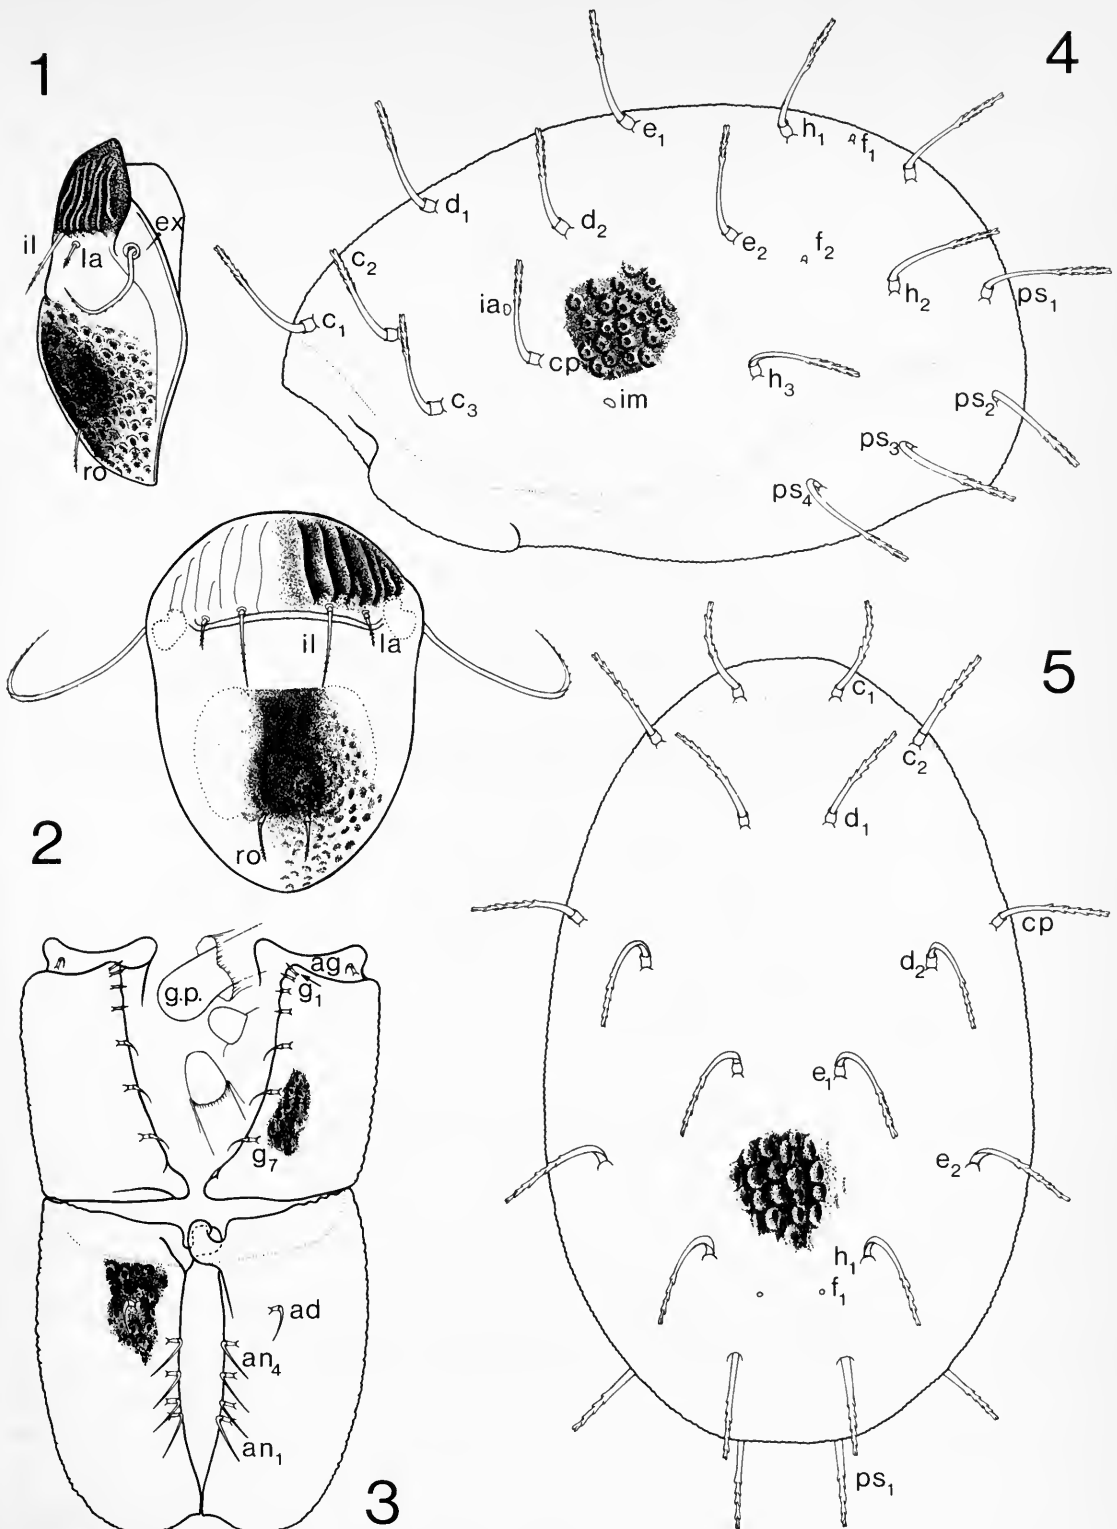 1
il
la
ex
ro
4
e₁
h₁
f₁
d₁
d₂
e₂
f₂
c₂
h₂
ps₁
c₁
ia
cp
c₃
im
h₃
ps₂
ps₃
ps₄
2
il
la
ro
5
c₁
c₂
d₁
cp
d₂
e₁
e₂
h₁
f₁
ps₁
3
g.p.
ag
g₁
g₇
ad
an₄
an₁